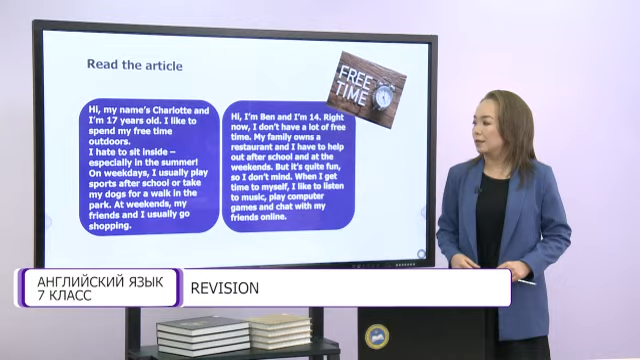 Read the article
FREE
TIME
Hi, my name's Charlotte and
I'm 17 years old. I like to
spend my free time
outdoors.
I hate to sit inside –
especially in the summer!
On weekdays, I usually play
sports after school or take
my dogs for a walk in the
park. At weekends, my
friends and I usually go
shopping.
Hi, I'm Ben and I'm 14. Right
now, I don't have a lot of free
time. My family owns a
restaurant and I have to help
out after school and at the
weekends. But it's quite fun,
so I don't mind. When I get
time to myself, I like to listen
to music, play computer
games and chat with my
friends online.
АНГЛИЙСКИЙ ЯЗЫК
7 КЛАСС
REVISION